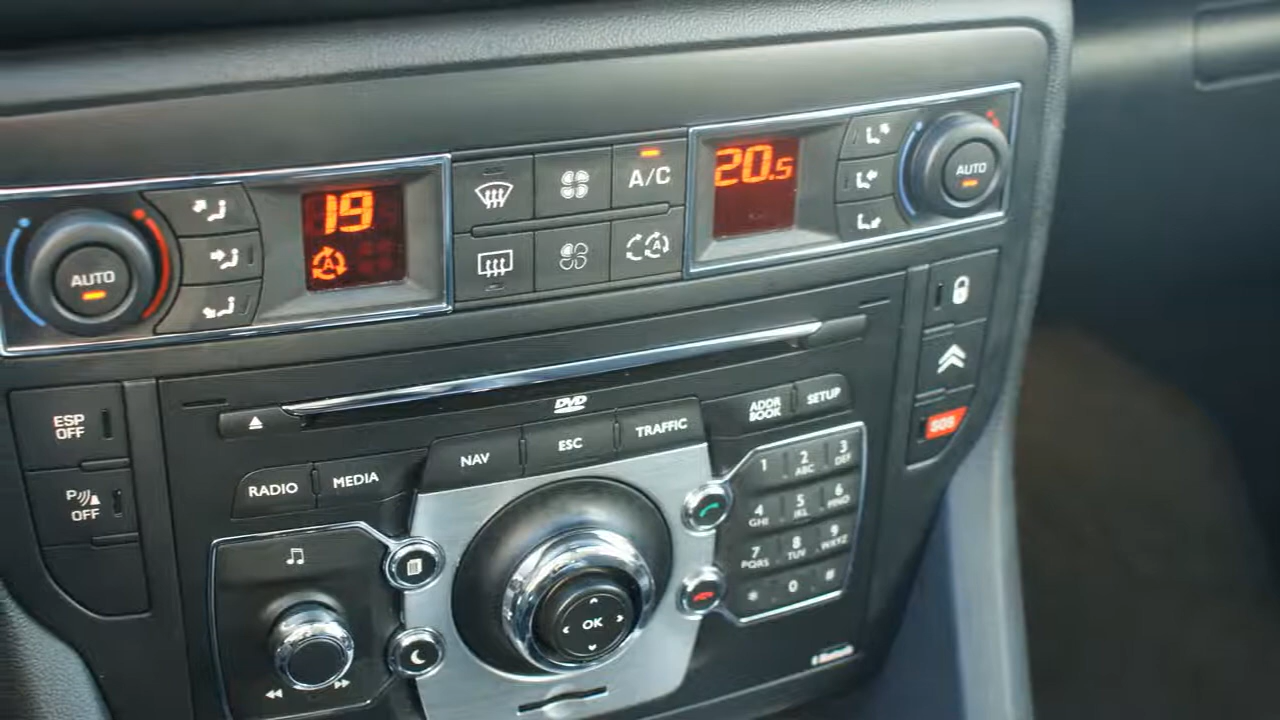 AUTO
19
A
A/C
A
20.5
AUTO
ESP
OFF
P
OFF
DVD
RADIO
MEDIA
NAV
ESC
TRAFFIC
ADDR
BOOK
SETUP
SOS
1
2
ABC
3
DEF
4
GHI
5
JKL
6
MNO
7
PQRS
8
TUV
9
WXYZ
*
0
#
OK
Bluetooth